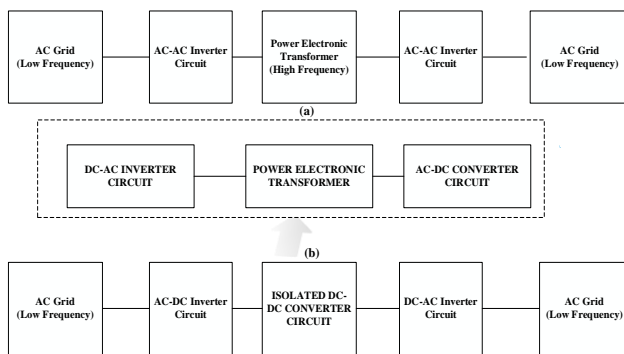 AC Grid
(Low Frequency)
AC-AC Inverter
Circuit
Power Electronic
Transformer
(High Frequency)
AC-AC Inverter
Circuit
AC Grid
(Low Frequency)
(a)
DC-AC INVERTER
CIRCUIT
POWER ELECTRONIC
TRANSFORMER
AC-DC CONVERTER
CIRCUIT
(b)
AC Grid
(Low Frequency)
AC-DC Inverter
Circuit
ISOLATED DC-
DC CONVERTER
CIRCUIT
DC-AC Inverter
Circuit
AC Grid
(Low Frequency)